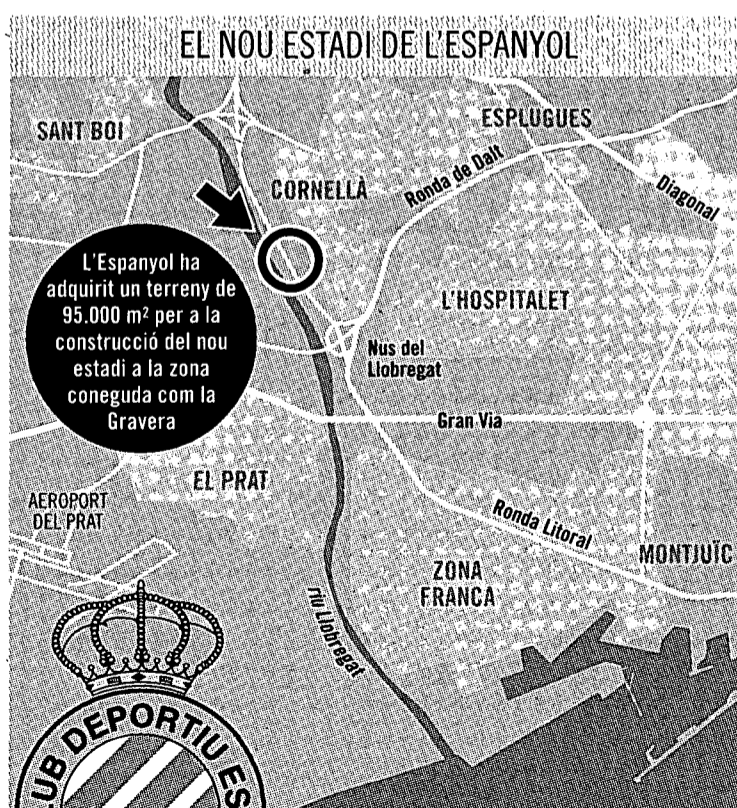 EL NOU ESTADI DE L'ESPANYOL
SANT BOI
ESPLUGUES
CORNELLÀ
Ronda de Dalt
Diagonal
L'Espanyol ha
adquirit un terreny de
95.000 m² per a la
construcció del nou
estadi a la zona
coneguda com la
Gravera
L'HOSPITALET
Nus del
Llobregat
Gran Via
EL PRAT
AEROPORT
DEL PRAT
Ronda Litoral
MONTJUÏC
ZONA
FRANCA
riu Llobregat
LUB DEPORTIU ES